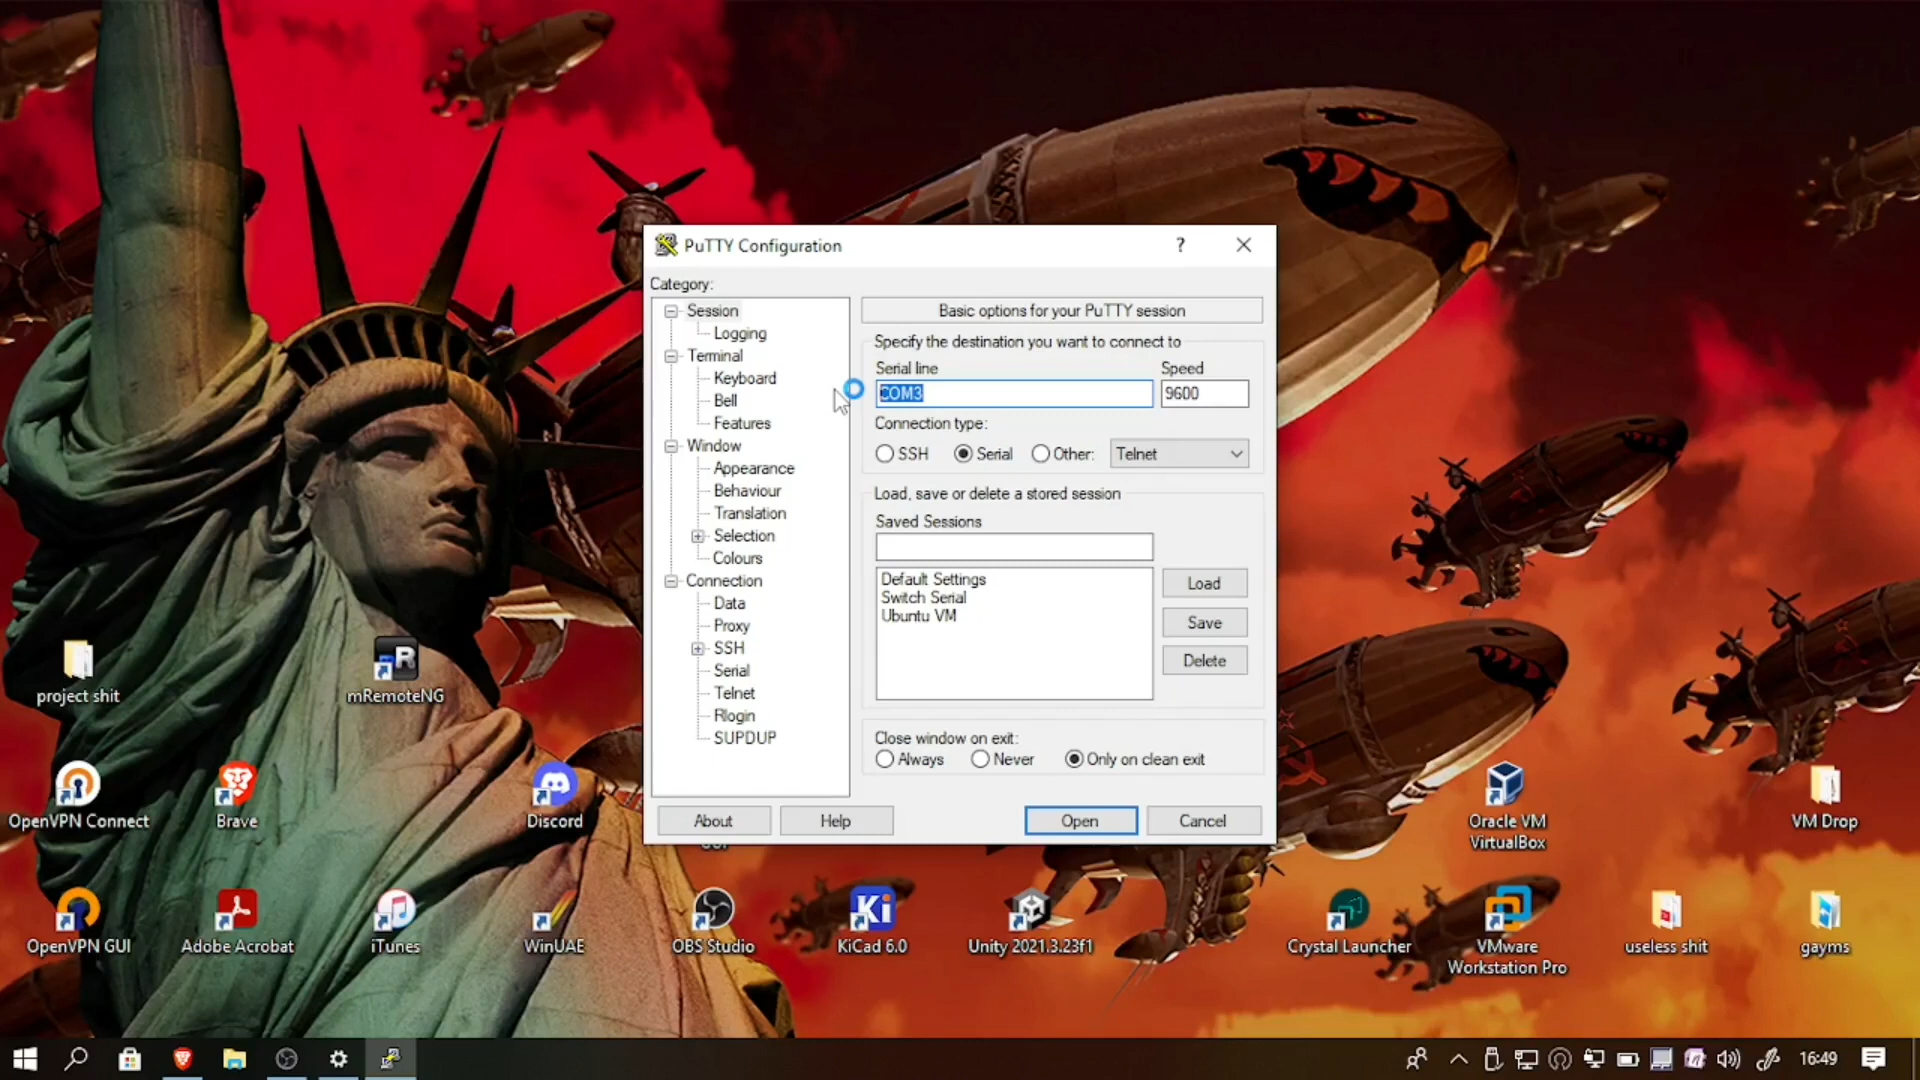 PuTTY Configuration
?
Category:
Session
Logging
Terminal
Keyboard
Bell
Features
Window
Appearance
Behaviour
Translation
Selection
Colours
Connection
Data
Proxy
SSH
Serial
Telnet
Rlogin
SUPDUP
Basic options for your PuTTY session
Specify the destination you want to connect to
Serial line Speed
COM3 9600
Connection type:
SSH Serial Other: Telnet
Load, save or delete a stored session
Saved Sessions
Default Settings
Switch Serial
Ubuntu VM
Load
Save
Delete
Close window on exit:
Always Never Only on clean exit
About Help Open Cancel
project shit
R
mRemoteNG
OpenVPN Connect
Brave
Discord
Oracle VM
VirtualBox
VM Drop
OpenVPN GUI
Adobe Acrobat
iTunes
WinUAE
OBS Studio
Ki
KiCad 6.0
Unity 2021.3.23f1
Crystal Launcher
VMware
Workstation Pro
useless shit
gayms
16:49